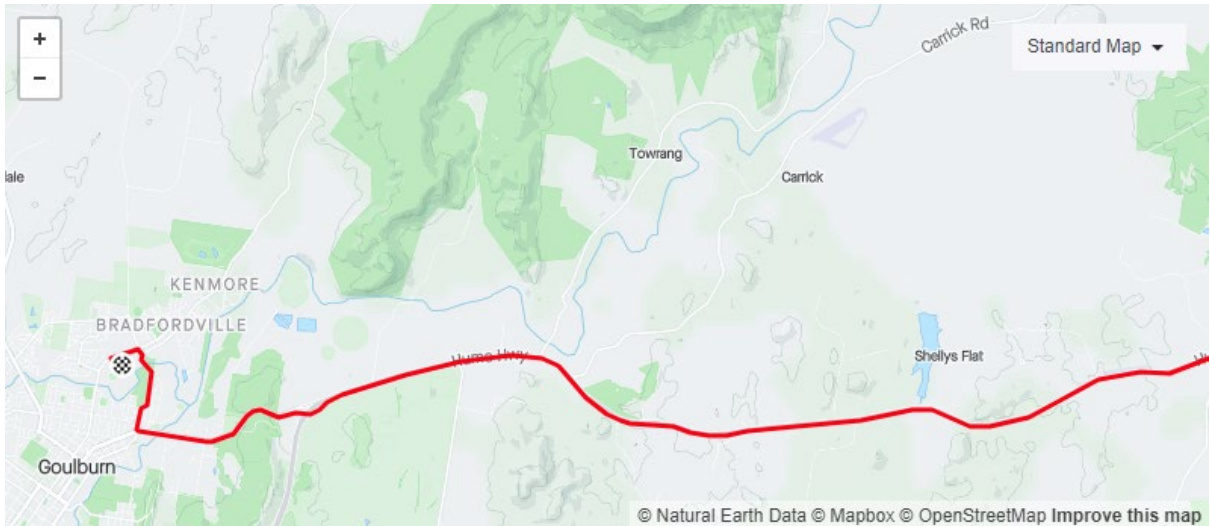 +
Standard Map
−
Carrick Rd
Towrang
Carrick
KENMORE
BRADFORDVILLE
Hume Hwy
Shellys Flat
Goulburn
© Natural Earth Data © Mapbox © OpenStreetMap Improve this map